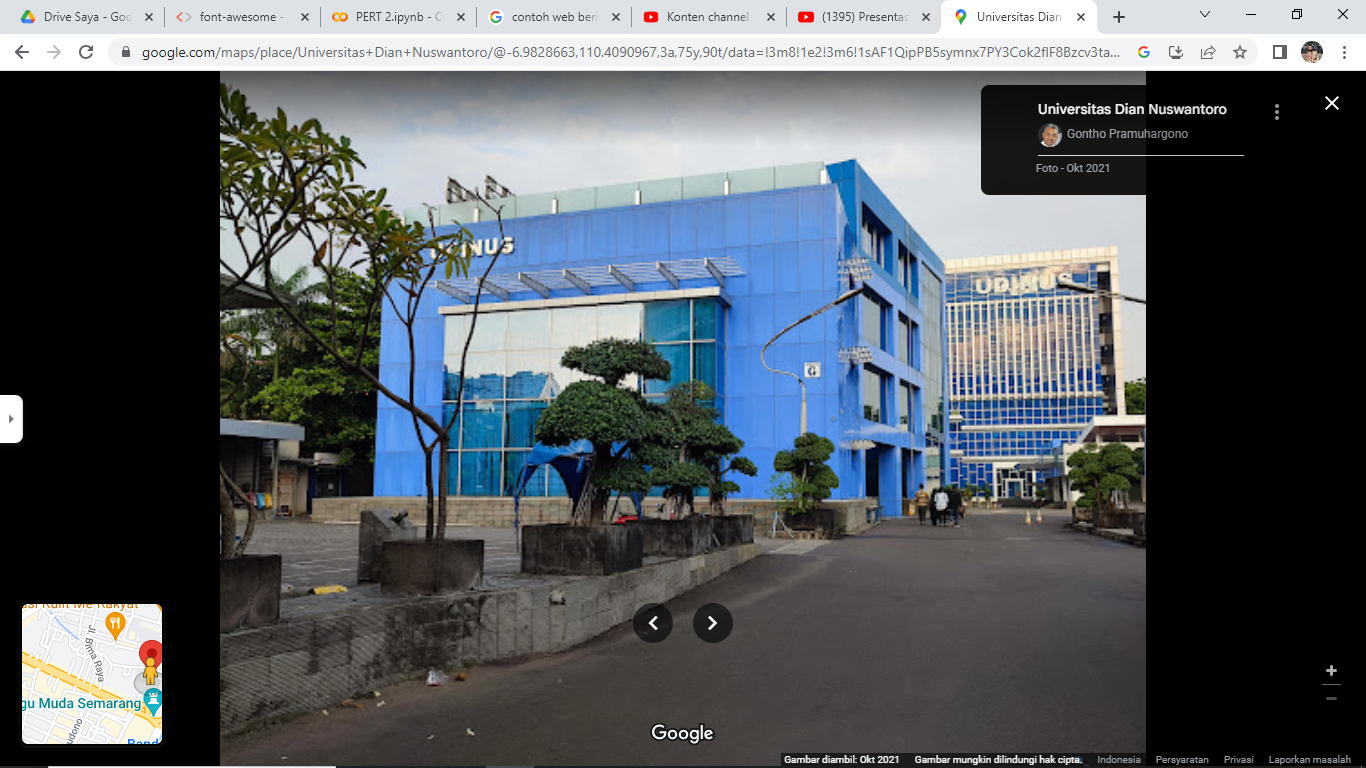 Drive Saya - Goo
font-awesome -
PERT 2.ipynb - C
contoh web beri
Konten channel
(1395) Presentas
Universitas Dian
google.com/maps/place/Universitas+Dian+Nuswantoro/@-6.9828663,110.4090967,3a,75y,90t/data=!3m8!1e2!3m6!1sAF1QipPB5symnx7PY3Cok2flF8Bzcv3ta...
Universitas Dian Nuswantoro
Gontho Pramuhargono
Foto - Okt 2021
UDINUS
UDINUS
G
Jl. Bima Raya
gu Muda Semarang
Google
Gambar diambil: Okt 2021 Gambar mungkin dilindungi hak cipta. Indonesia Persyaratan Privasi Laporkan masalah